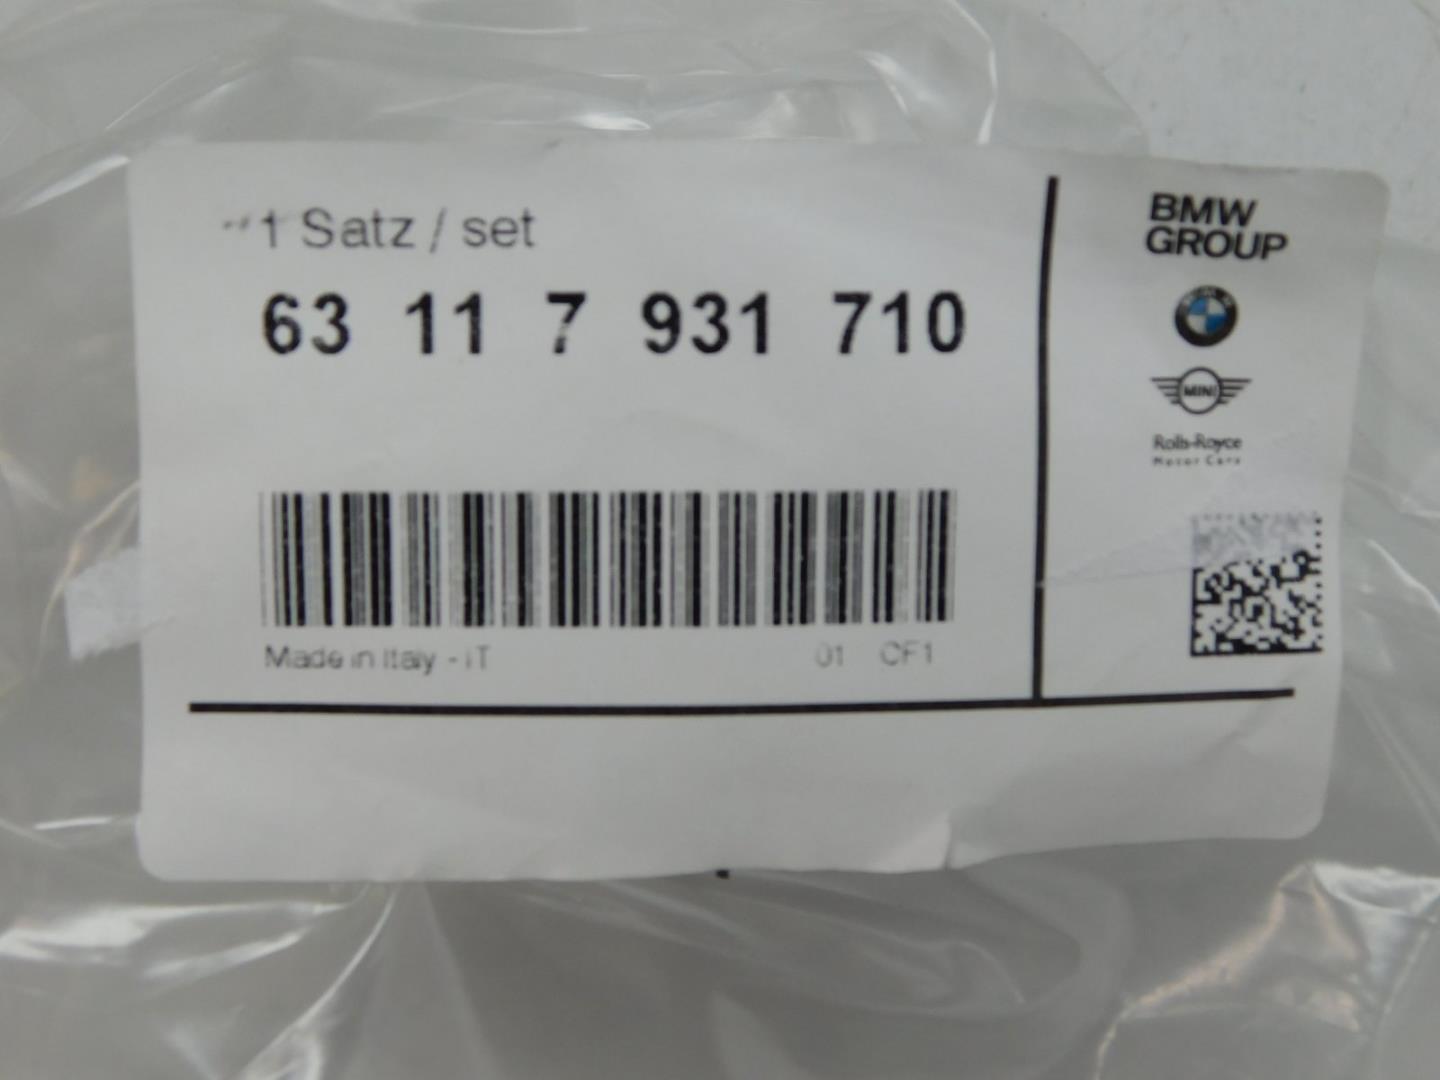 1 Satz / set
63 11 7 931 710
Made in Italy - IT
01 CF1
BMW
GROUP
MINI
Rolls-Royce
Motor Cars